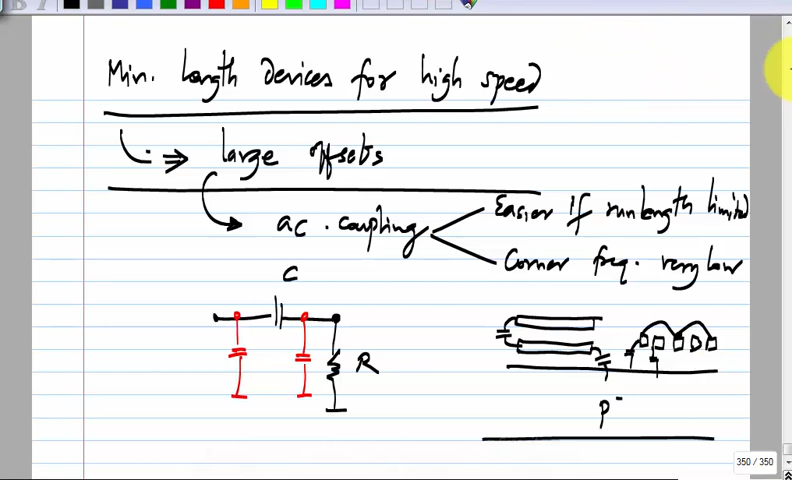 Min. length devices for high speed
∴ ⇒ large offsets
ac. coupling
Easier if runlength limited
Corner freq. very low
C
R
p⁻
350 / 350